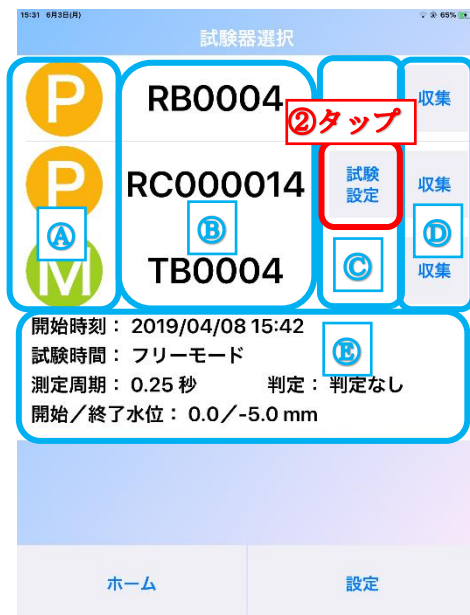 15:31 6月3日(月) 65%
試験器選択
P RB0004 収集
②タップ
P RC000014 試験設定 収集
Ⓐ Ⓑ Ⓒ Ⓓ
M TB0004 収集
開始時刻： 2019/04/08 15:42
Ⓔ
試験時間： フリーモード
測定周期： 0.25 秒 判定： 判定なし
開始／終了水位： 0.0／-5.0 mm
ホーム 設定